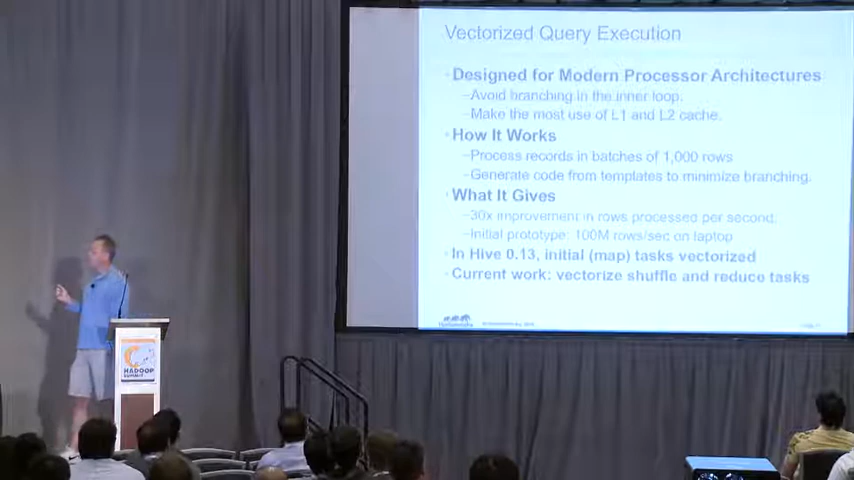 Vectorized Query Execution
· Designed for Modern Processor Architectures
–Avoid branching in the inner loop.
–Make the most use of L1 and L2 cache.
· How It Works
–Process records in batches of 1,000 rows
–Generate code from templates to minimize branching.
· What It Gives
–30x improvement in rows processed per second.
–Initial prototype: 100M rows/sec on laptop
· In Hive 0.13, initial (map) tasks vectorized
· Current work: vectorize shuffle and reduce tasks
Hortonworks
HADOOP
SUMMIT